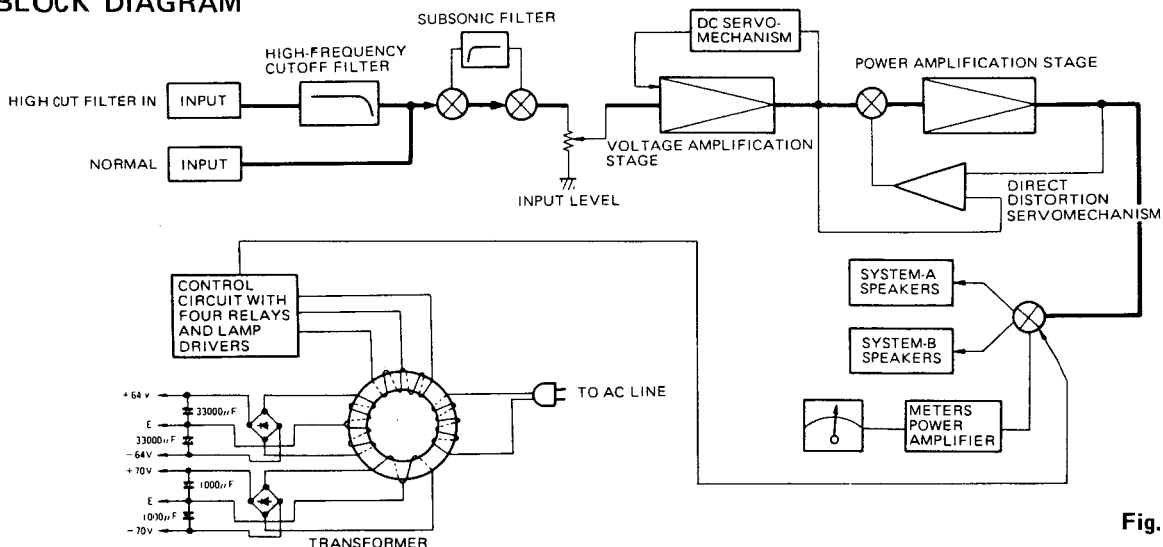 BLOCK DIAGRAM
SUBSONIC FILTER
HIGH-FREQUENCY
CUTOFF FILTER
HIGH CUT FILTER IN
INPUT
NORMAL
INPUT
INPUT LEVEL
DC SERVO-
MECHANISM
VOLTAGE AMPLIFICATION
STAGE
POWER AMPLIFICATION STAGE
DIRECT
DISTORTION
SERVOMECHANISM
CONTROL
CIRCUIT WITH
FOUR RELAYS
AND LAMP
DRIVERS
SYSTEM-A
SPEAKERS
SYSTEM-B
SPEAKERS
METERS
POWER
AMPLIFIER
TO AC LINE
+64v
33000μF
E
33000μF
-64V
+70V
1000μF
E
1000μF
-70V
TRANSFORMER
Fig.